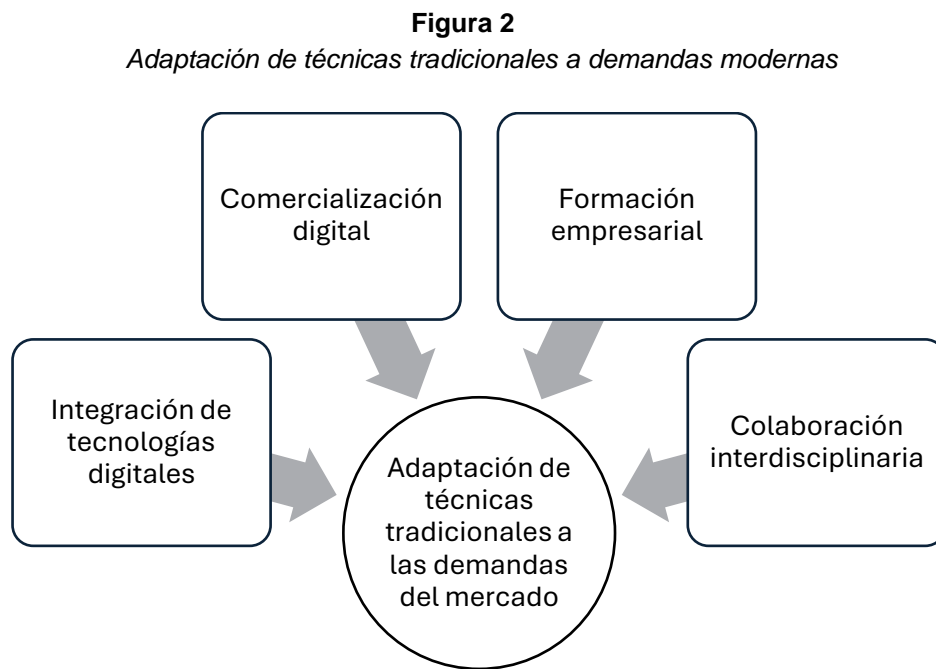 Figura 2
Adaptación de técnicas tradicionales a demandas modernas
Comercialización
digital
Formación
empresarial
Integración de
tecnologías
digitales
Adaptación de
técnicas
tradicionales a
las demandas
del mercado
Colaboración
interdisciplinaria